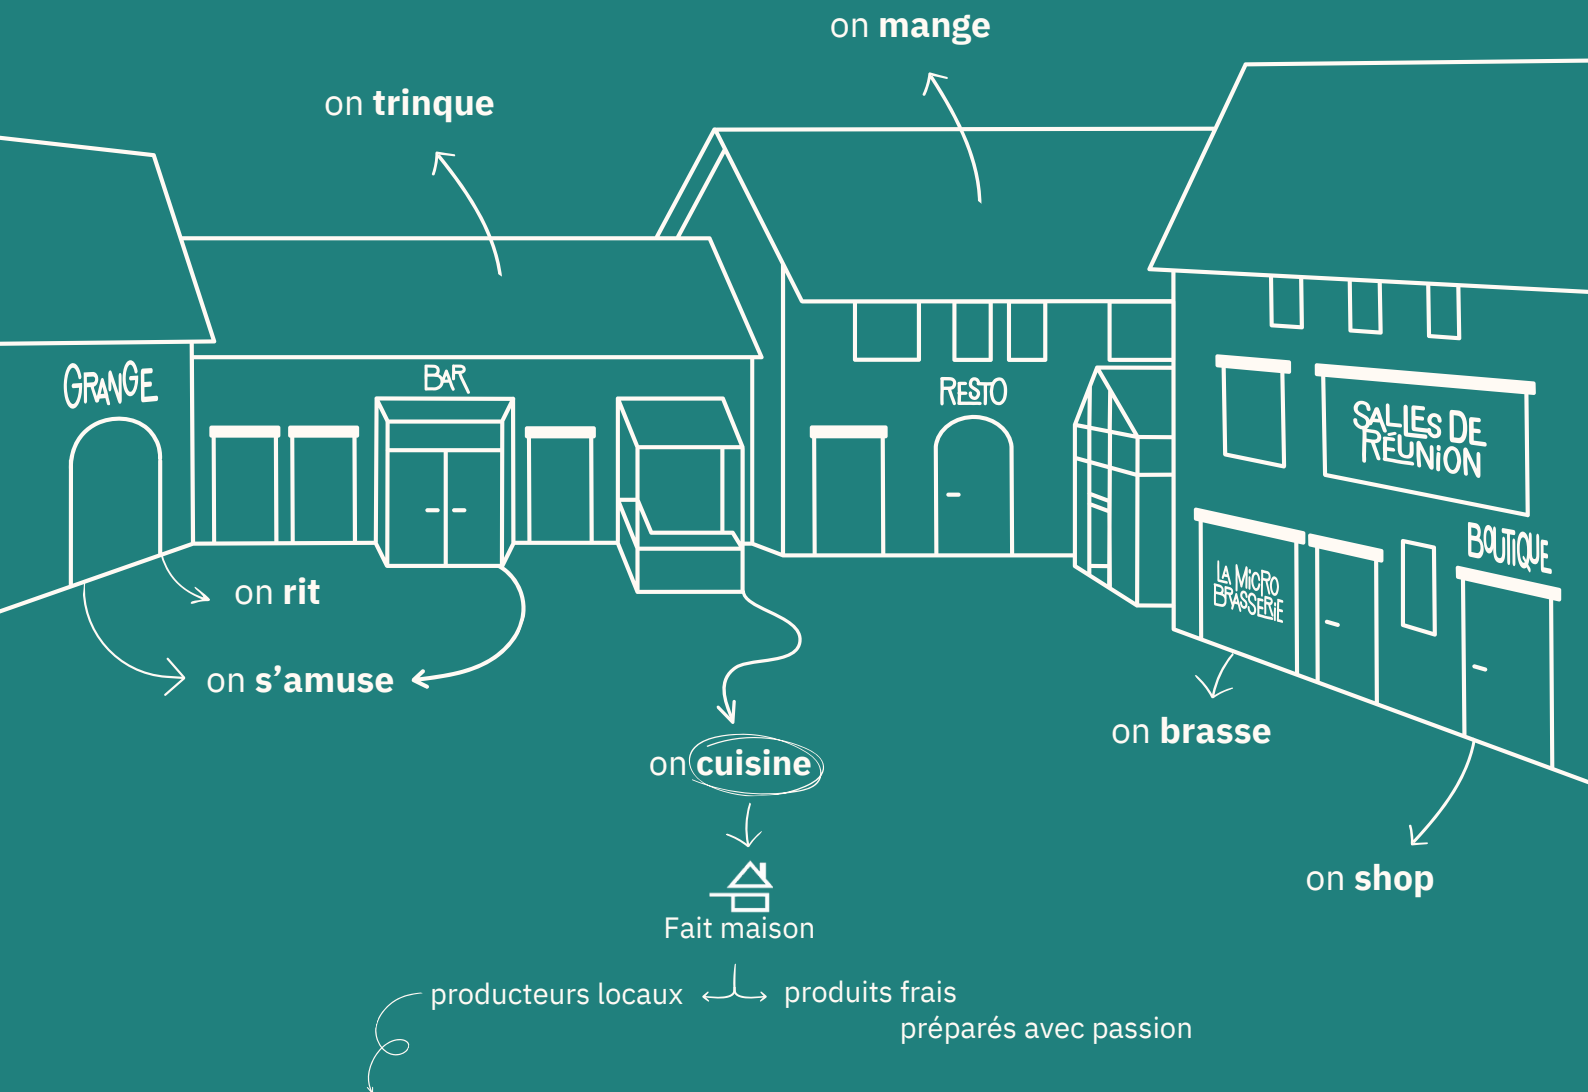 on mange
on trinque
GRANGE
BAR
RESTO
SALLES DE
RÉUNION
BOUTIQUE
LA MiCRO
BRASSERiE
on rit
on s’amuse
on brasse
on cuisine
on shop
Fait maison
producteurs locaux
produits frais
préparés avec passion